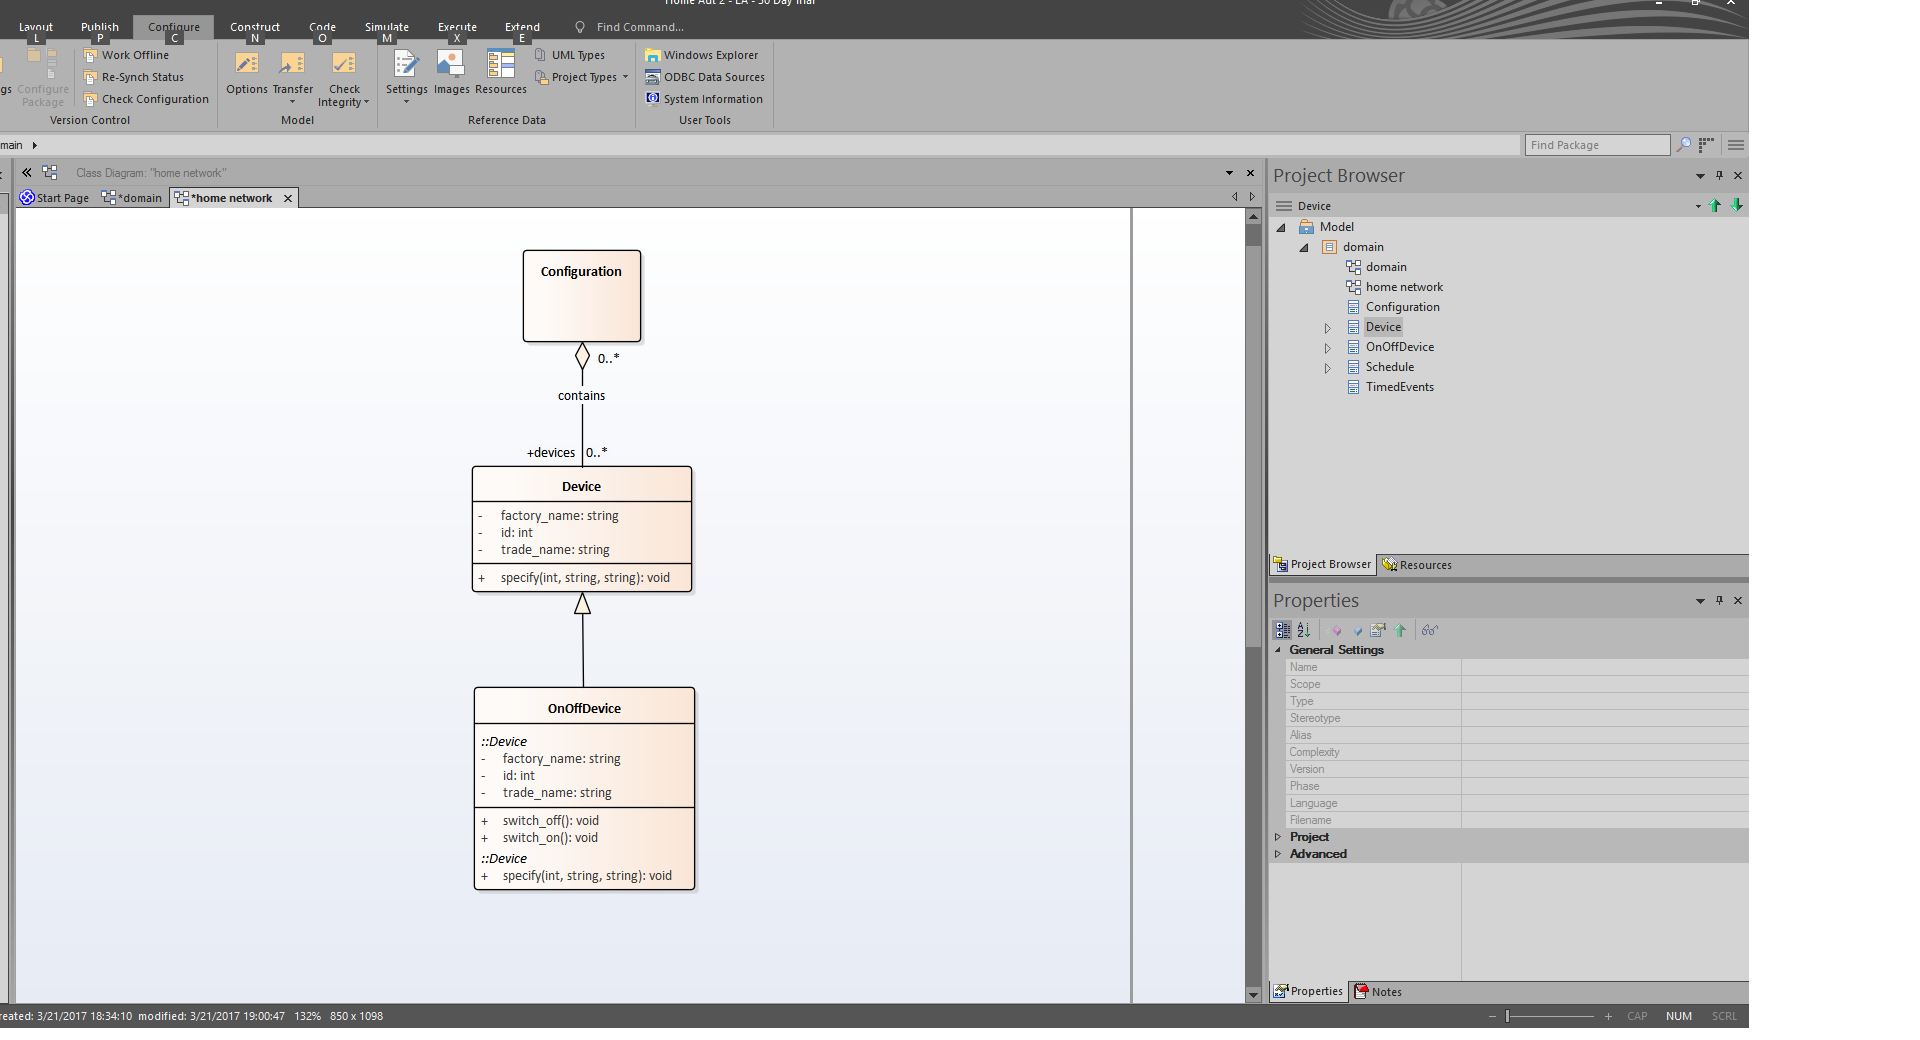 Home Aut 2 - EA - 30 Day Trial
Layout Publish Configure Construct Code Simulate Execute Extend Find Command...
L P C N O M X E
Work Offline
Re-Synch Status
Check Configuration
gs Configure Package
Version Control
Options Transfer Check Integrity
Model
Settings Images Resources
UML Types
Project Types
Reference Data
Windows Explorer
ODBC Data Sources
System Information
User Tools
main
Find Package
Class Diagram: "home network"
Start Page *domain *home network
Configuration
0..*
contains
+devices 0..*
Device
- factory_name: string
- id: int
- trade_name: string
+ specify(int, string, string): void
OnOffDevice
::Device
- factory_name: string
- id: int
- trade_name: string
+ switch_off(): void
+ switch_on(): void
::Device
+ specify(int, string, string): void
Project Browser
Device
Model
domain
domain
home network
Configuration
Device
OnOffDevice
Schedule
TimedEvents
Project Browser Resources
Properties
General Settings
Name
Scope
Type
Stereotype
Alias
Complexity
Version
Phase
Language
Filename
Project
Advanced
Properties Notes
reated: 3/21/2017 18:34:10 modified: 3/21/2017 19:00:47 132% 850 x 1098
CAP NUM SCRL